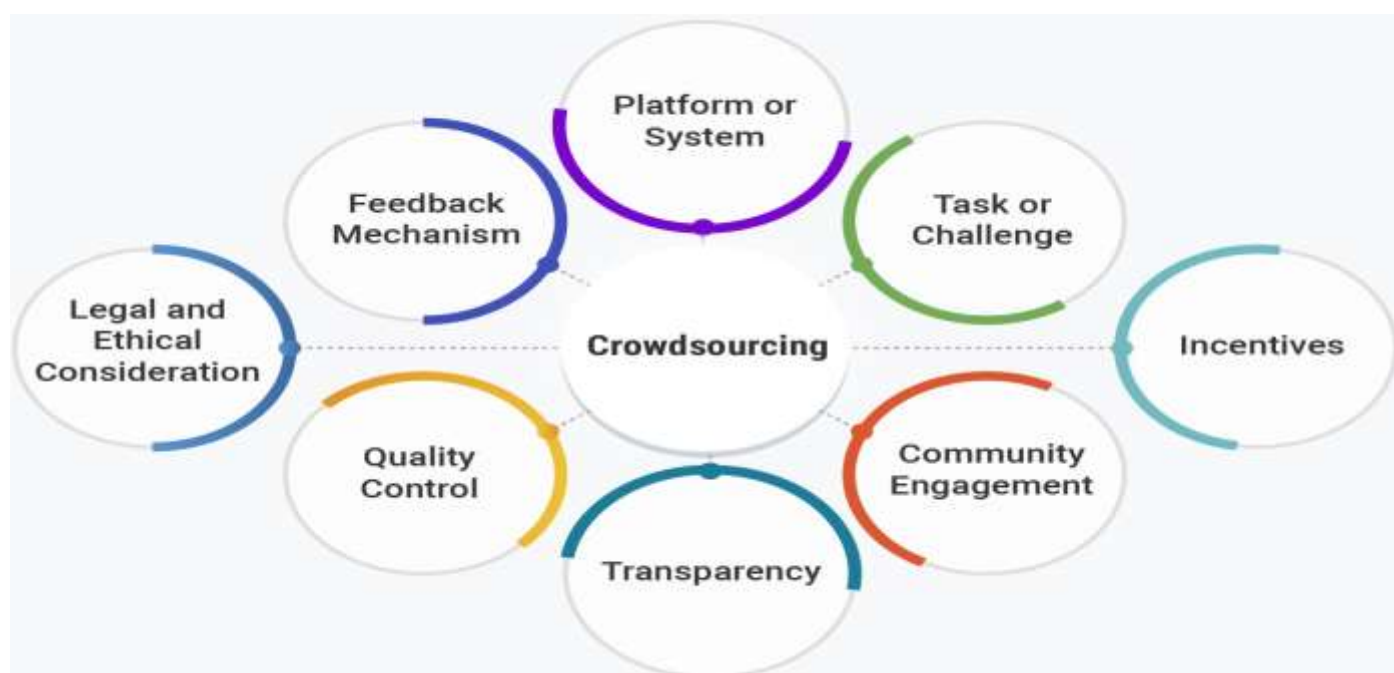 Platform or
System
Feedback
Mechanism
Task or
Challenge
Legal and
Ethical
Consideration
Crowdsourcing
Incentives
Quality
Control
Community
Engagement
Transparency